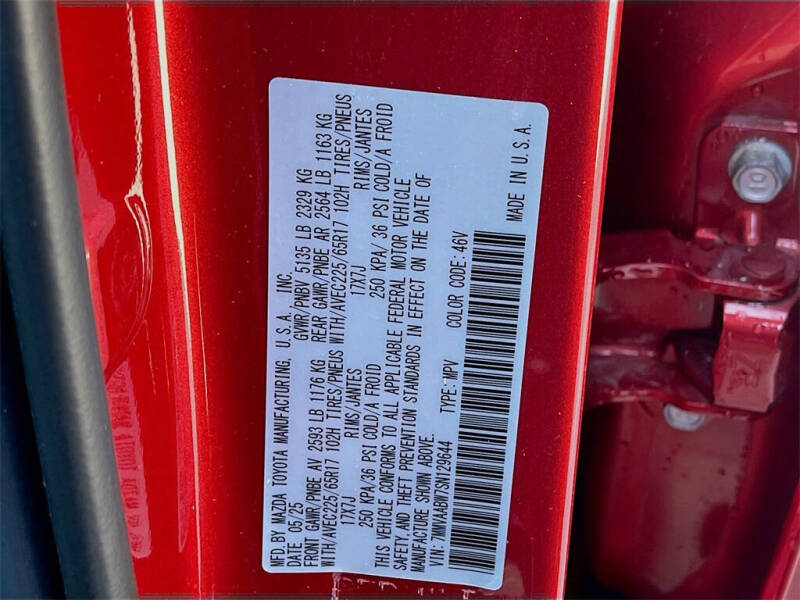 MFD.BY MAZDA TOYOTA MANUFACTURING, U.S.A., INC.
DATE 05/25 GVWR/PNBV 5135 LB 2329 KG
FRONT GAWR/PNBE AV 2593 LB 1176 KG REAR GAWR/PNBE AR 2564 LB 1163 KG
WITH/AVEC225/65R17 102H TIRES/PNEUS WITH/AVEC225/65R17 102H TIRES/PNEUS
17X7J RIMS/JANTES 17X7J RIMS/JANTES
250 KPA/36 PSI COLD/A FROID 250 KPA/36 PSI COLD/A FROID
THIS VEHICLE CONFORMS TO ALL APPLICABLE FEDERAL MOTOR VEHICLE
SAFETY,AND THEFT PREVENTION STANDARDS IN EFFECT ON THE DATE OF
MANUFACTURE SHOWN ABOVE.
VIN: 7MMVAABW7SN129644 TYPE: MPV COLOR CODE: 46V
MADE IN U.S.A.